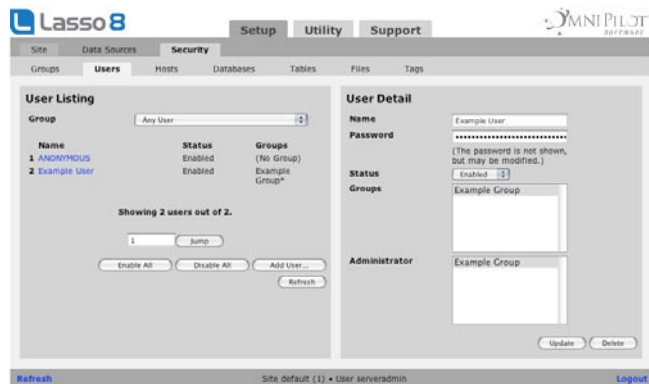 Lasso 8
Setup Utility Support
OMNIPILOT
SOFTWARE
Site Data Sources Security
Groups Users Hosts Databases Tables Files Tags
User Listing
Group Any User
Name Status Groups
1 ANONYMOUS Enabled (No Group)
2 Example User Enabled Example
Group*
Showing 2 users out of 2.
1 Jump
Enable All Disable All Add User...
Refresh
User Detail
Name Example User
Password ••••••••••••••••••••••••••
(The password is not shown,
but may be modified.)
Status Enabled
Groups Example Group
Administrator Example Group
Update Delete
Refresh Site default (1) • User serveradmin Logout